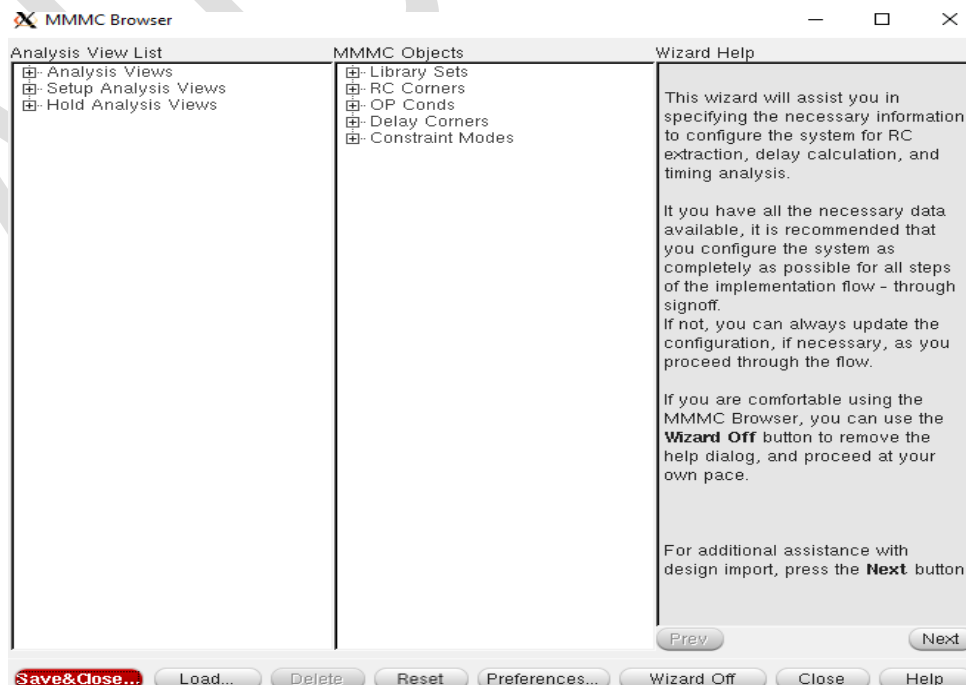 MMMC Browser
Analysis View List
Analysis Views
Setup Analysis Views
Hold Analysis Views
MMMC Objects
Library Sets
RC Corners
OP Conds
Delay Corners
Constraint Modes
Wizard Help
This wizard will assist you in
specifying the necessary information
to configure the system for RC
extraction, delay calculation, and
timing analysis.
It you have all the necessary data
available, it is recommended that
you configure the system as
completely as possible for all steps
of the implementation flow - through
signoff.
If not, you can always update the
configuration, if necessary, as you
proceed through the flow.
If you are comfortable using the
MMMC Browser, you can use the
Wizard Off button to remove the
help dialog, and proceed at your
own pace.
For additional assistance with
design import, press the Next button
Prev Next
Save&Close... Load... Delete Reset Preferences... Wizard Off Close Help